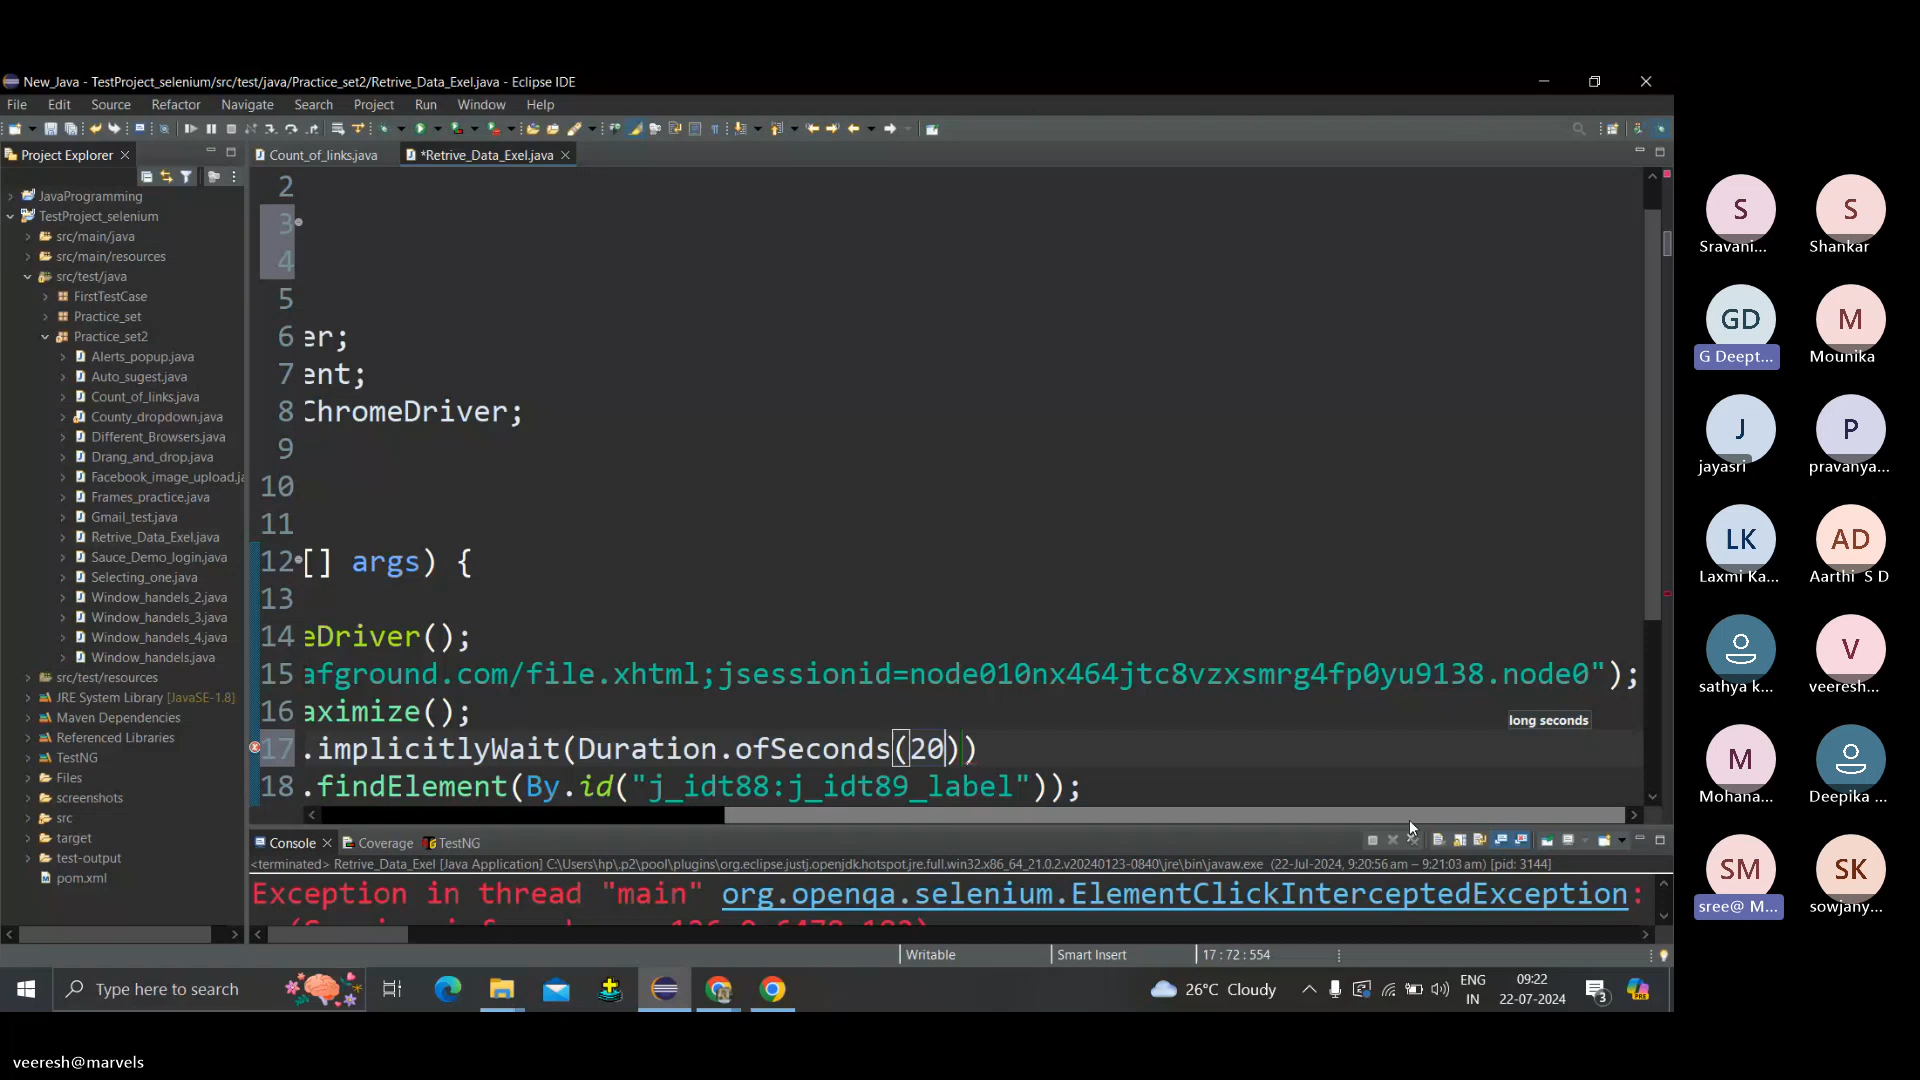 New_Java - TestProject_selenium/src/test/java/Practice_set2/Retrive_Data_Exel.java - Eclipse IDE
File Edit Source Refactor Navigate Search Project Run Window Help
Project Explorer
Count_of_links.java
*Retrive_Data_Exel.java
JavaProgramming
TestProject_selenium
src/main/java
src/main/resources
src/test/java
FirstTestCase
Practice_set
Practice_set2
Alerts_popup.java
Auto_sugest.java
Count_of_links.java
County_dropdown.java
Different_Browsers.java
Drang_and_drop.java
Facebook_image_upload.ja
Frames_practice.java
Gmail_test.java
Retrive_Data_Exel.java
Sauce_Demo_login.java
Selecting_one.java
Window_handels_2.java
Window_handels_3.java
Window_handels_4.java
Window_handels.java
src/test/resources
JRE System Library [JavaSE-1.8]
Maven Dependencies
Referenced Libraries
TestNG
Files
screenshots
src
target
test-output
pom.xml
2
3
4
5
6 er;
7 ent;
8 ChromeDriver;
9
10
11
12 [] args) {
13
14 eDriver();
15 afground.com/file.xhtml;jsessionid=node010nx464jtc8vzxsmrg4fp0yu9138.node0");
16 aximize();
long seconds
17 .implicitlyWait(Duration.ofSeconds(20))
18 .findElement(By.id("j_idt88:j_idt89_label"));
Console Coverage TestNG
<terminated> Retrive_Data_Exel [Java Application] C:\Users\hp\.p2\pool\plugins\org.eclipse.justj.openjdk.hotspot.jre.full.win32.x86_64_21.0.2.v20240123-0840\jre\bin\javaw.exe (22-Jul-2024, 9:20:56 am – 9:21:03 am) [pid: 3144]
Exception in thread "main" org.openqa.selenium.ElementClickInterceptedException:
Writable
Smart Insert
17 : 72 : 554
Type here to search
26°C Cloudy
ENG
IN
09:22
22-07-2024
3
PRE
S
Sravani...
S
Shankar
GD
G Deept...
M
Mounika
J
jayasri
P
pravanya...
LK
Laxmi Ka...
AD
Aarthi S D
sathya k...
V
veeresh...
M
Mohana...
Deepika ...
SM
sree@ M...
SK
sowjany...
veeresh@marvels